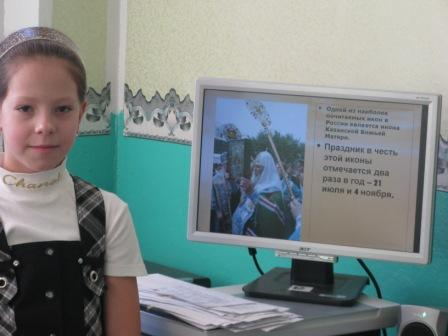 Одной из наиболее
почитаемых икон в
России является икона
Казанской Божьей
Матери.
Праздник в честь
этой иконы
отмечается два
раза в год – 21
июля и 4 ноября.
acer
Chanel